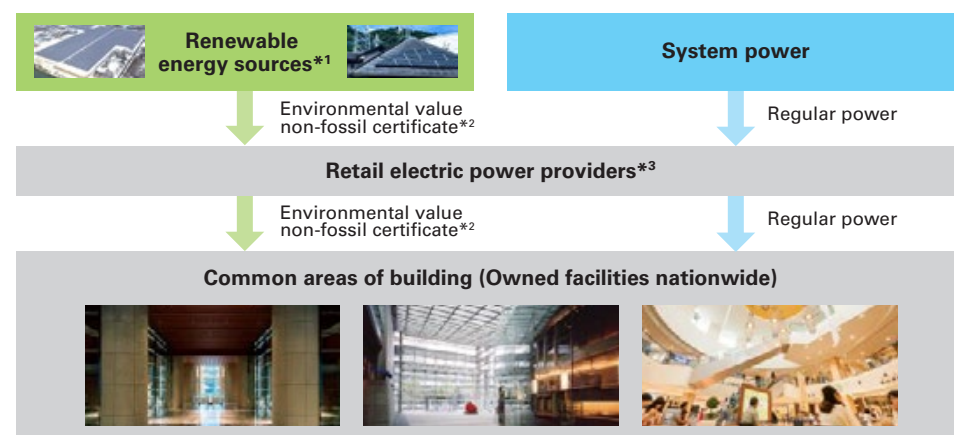 Renewable
energy sources*1
System power
Environmental value
non-fossil certificate*2
Regular power
Retail electric power providers*3
Environmental value
non-fossil certificate*2
Regular power
Common areas of building (Owned facilities nationwide)